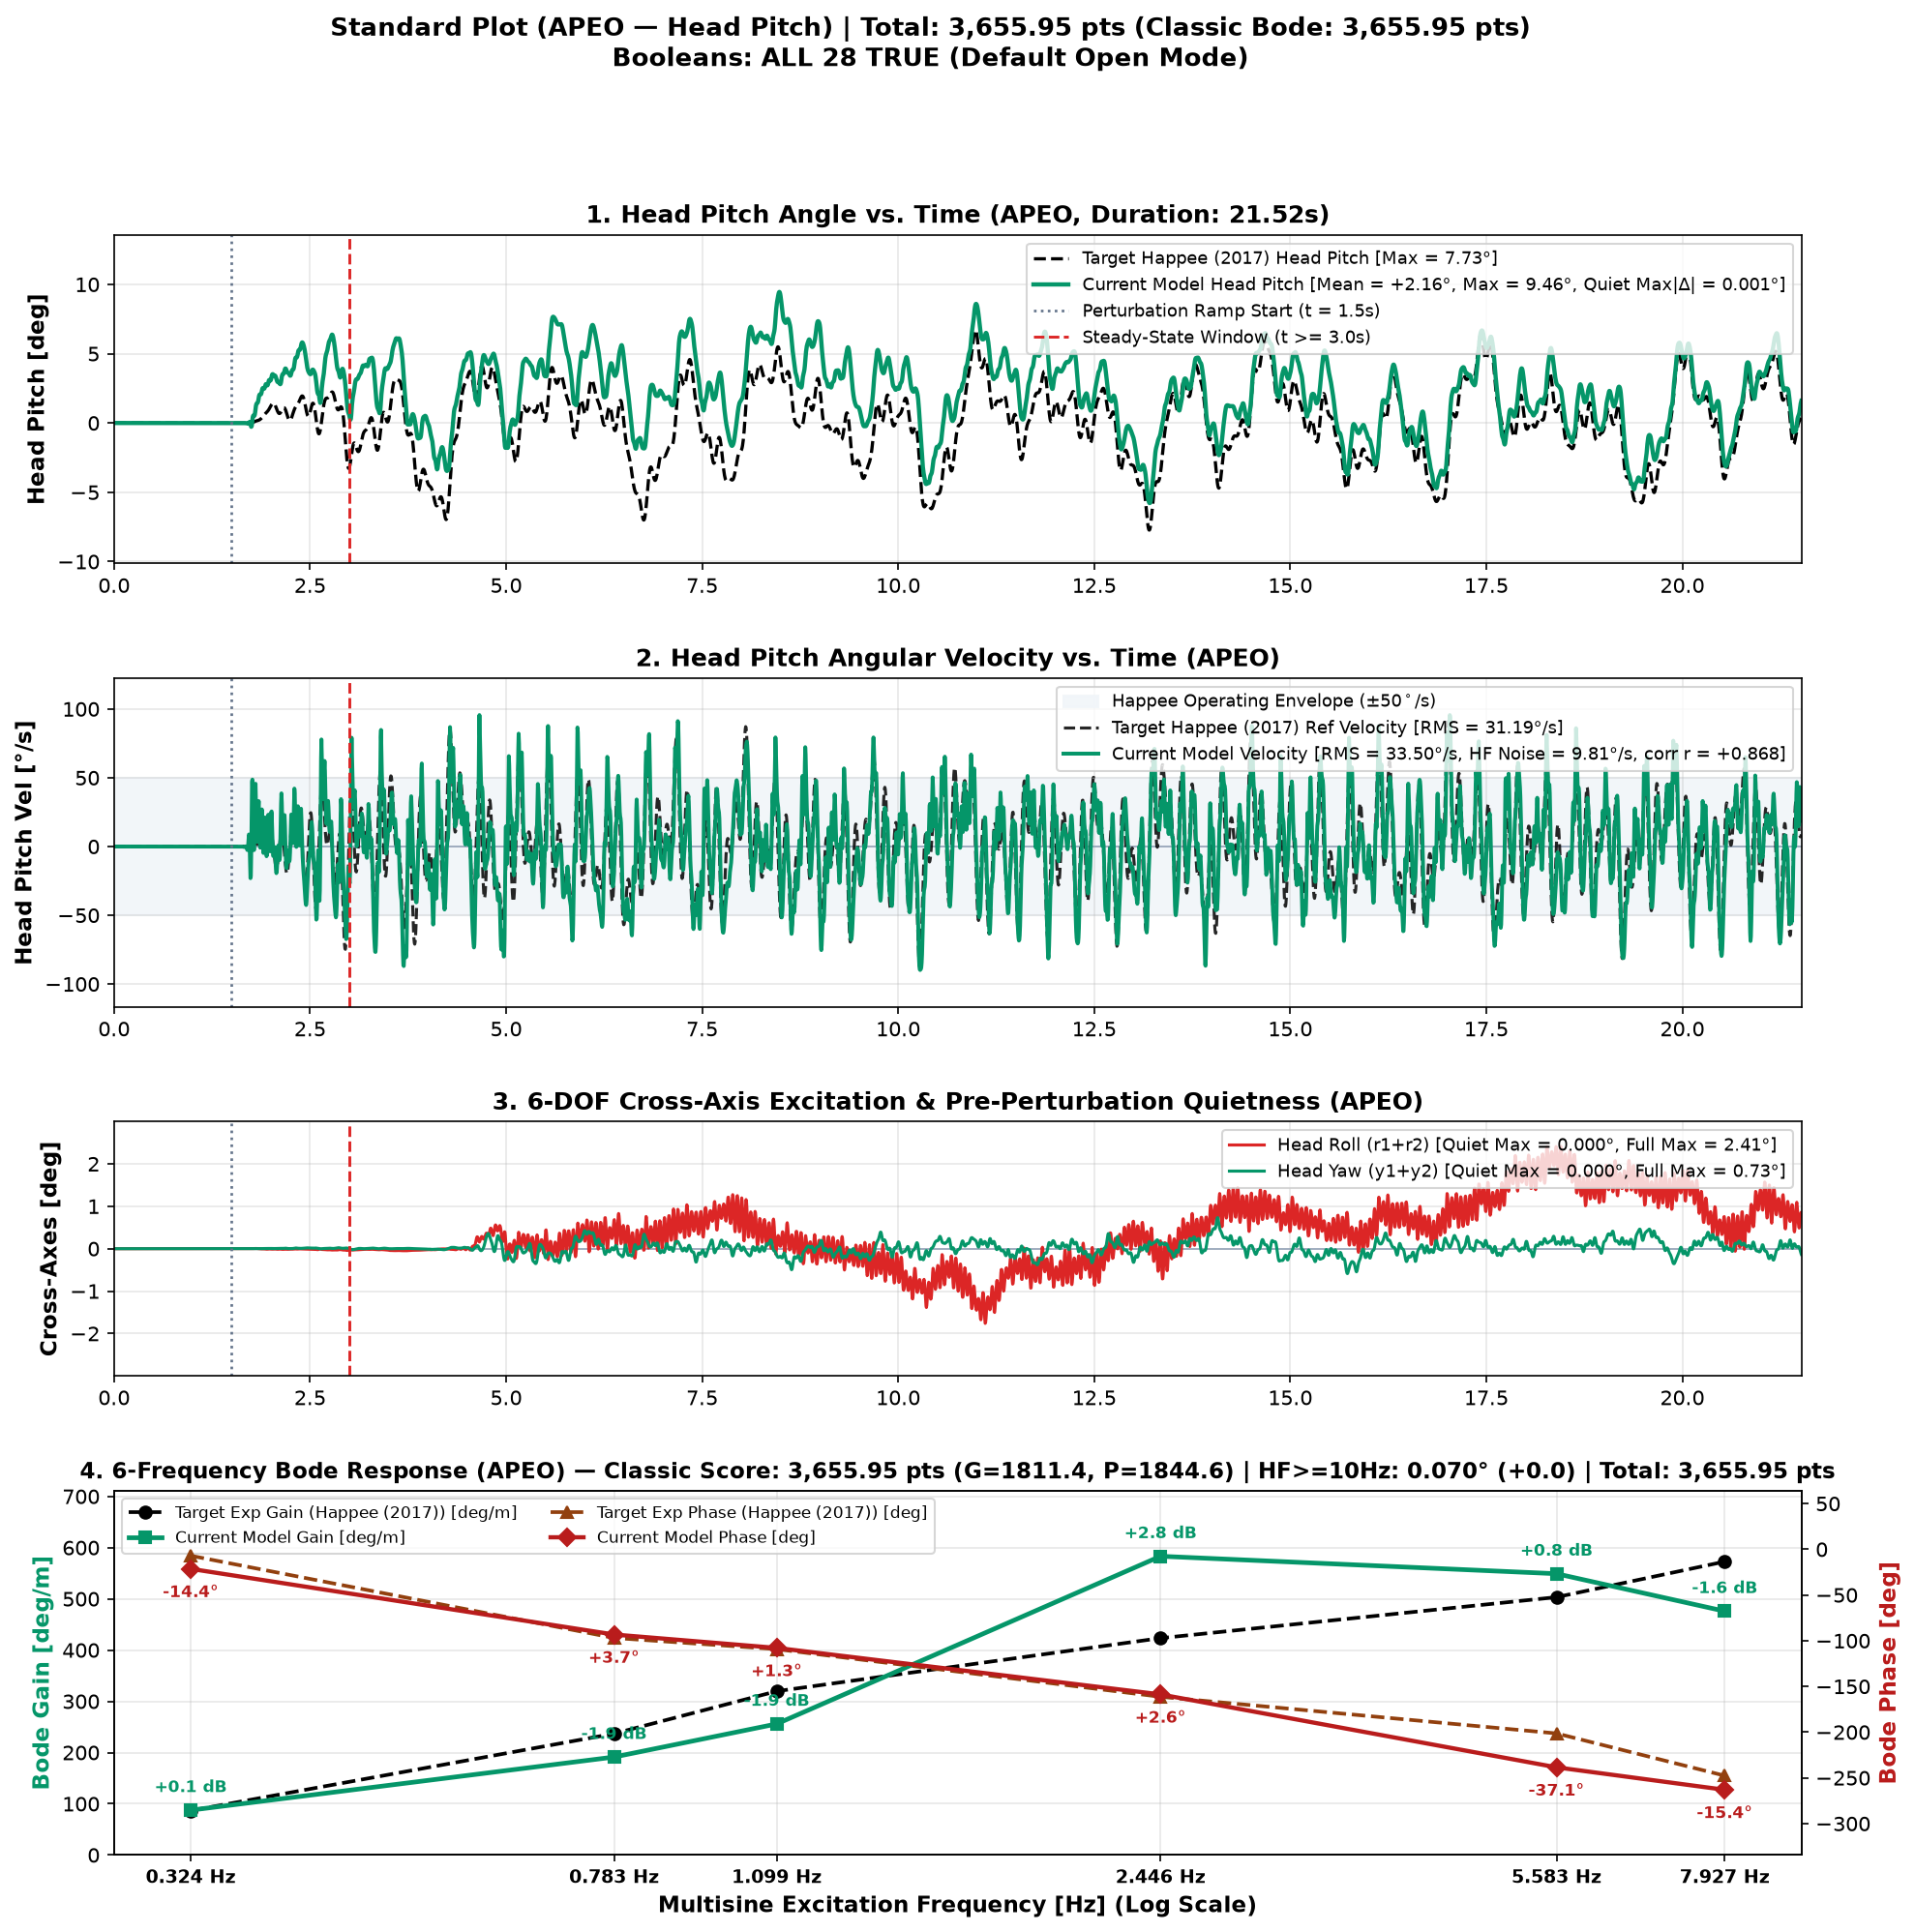 Standard Plot (APEO — Head Pitch) | Total: 3,655.95 pts (Classic Bode: 3,655.95 pts)
Booleans: ALL 28 TRUE (Default Open Mode)
1. Head Pitch Angle vs. Time (APEO, Duration: 21.52s)
Head Pitch [deg]
10
5
0
−5
−10
Target Happee (2017) Head Pitch [Max = 7.73°]
Current Model Head Pitch [Mean = +2.16°, Max = 9.46°, Quiet Max|Δ| = 0.001°]
Perturbation Ramp Start (t = 1.5s)
Steady-State Window (t >= 3.0s)
0.0 2.5 5.0 7.5 10.0 12.5 15.0 17.5 20.0
2. Head Pitch Angular Velocity vs. Time (APEO)
Head Pitch Vel [°/s]
100
50
0
−50
−100
Happee Operating Envelope (±50°/s)
Target Happee (2017) Ref Velocity [RMS = 31.19°/s]
Current Model Velocity [RMS = 33.50°/s, HF Noise = 9.81°/s, corr r = +0.868]
0.0 2.5 5.0 7.5 10.0 12.5 15.0 17.5 20.0
3. 6-DOF Cross-Axis Excitation & Pre-Perturbation Quietness (APEO)
Cross-Axes [deg]
2
1
0
−1
−2
Head Roll (r1+r2) [Quiet Max = 0.000°, Full Max = 2.41°]
Head Yaw (y1+y2) [Quiet Max = 0.000°, Full Max = 0.73°]
0.0 2.5 5.0 7.5 10.0 12.5 15.0 17.5 20.0
4. 6-Frequency Bode Response (APEO) — Classic Score: 3,655.95 pts (G=1811.4, P=1844.6) | HF>=10Hz: 0.070° (+0.0) | Total: 3,655.95 pts
Bode Gain [deg/m]
700
600
500
400
300
200
100
0
Target Exp Gain (Happee (2017)) [deg/m]
Current Model Gain [deg/m]
Target Exp Phase (Happee (2017)) [deg]
Current Model Phase [deg]
+0.1 dB
-1.9 dB
-1.9 dB
+2.8 dB
+0.8 dB
-1.6 dB
-14.4°
+3.7°
+1.3°
+2.6°
-37.1°
-15.4°
50
0
−50
−100
−150
−200
−250
−300
Bode Phase [deg]
0.324 Hz 0.783 Hz 1.099 Hz 2.446 Hz 5.583 Hz 7.927 Hz
Multisine Excitation Frequency [Hz] (Log Scale)